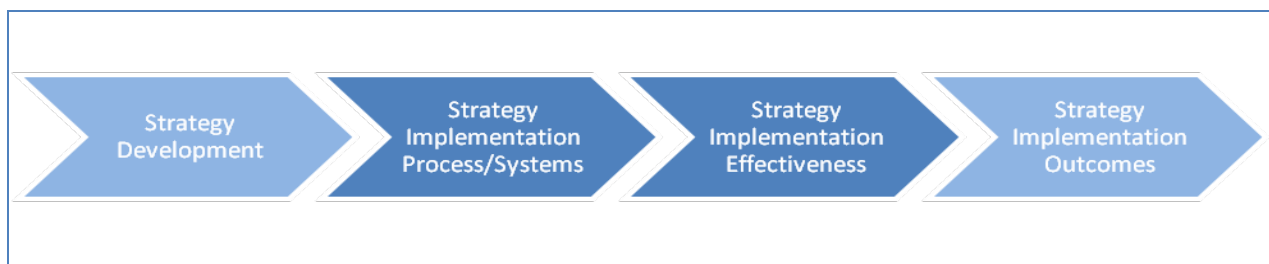 Strategy
Development
Strategy
Implementation
Process/Systems
Strategy
Implementation
Effectiveness
Strategy
Implementation
Outcomes